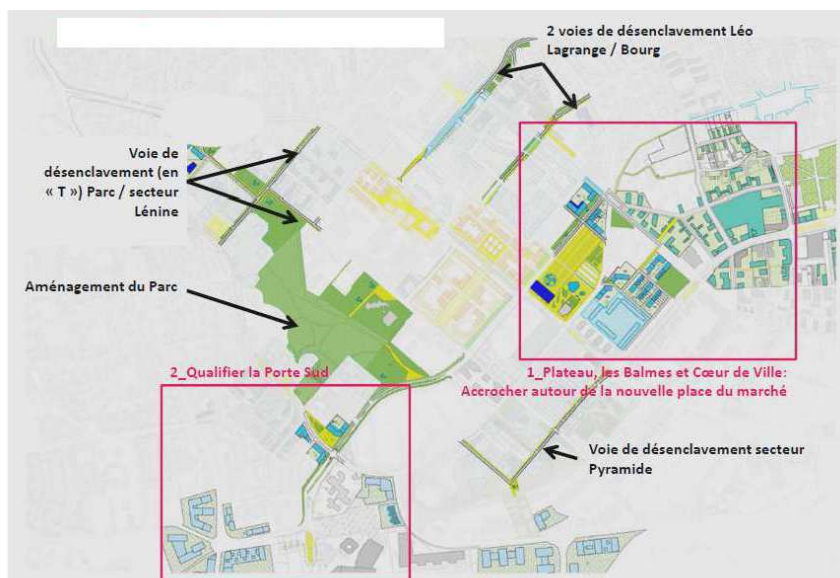 2 voies de désenclavement Léo
Lagrange / Bourg
Voie de
désenclavement (en
« T ») Parc / secteur
Lénine
Aménagement du Parc
2_Qualifier la Porte Sud
1_Plateau, les Balmes et Cœur de Ville:
Accrocher autour de la nouvelle place du marché
Voie de désenclavement secteur
Pyramide